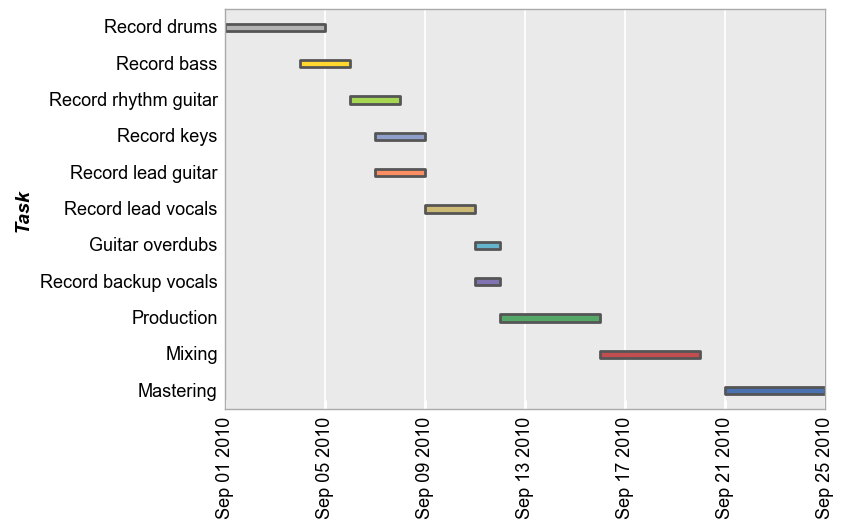 Record drums
Record bass
Record rhythm guitar
Record keys
Record lead guitar
Record lead vocals
Guitar overdubs
Record backup vocals
Production
Mixing
Mastering
Task
Sep 01 2010
Sep 05 2010
Sep 09 2010
Sep 13 2010
Sep 17 2010
Sep 21 2010
Sep 25 2010